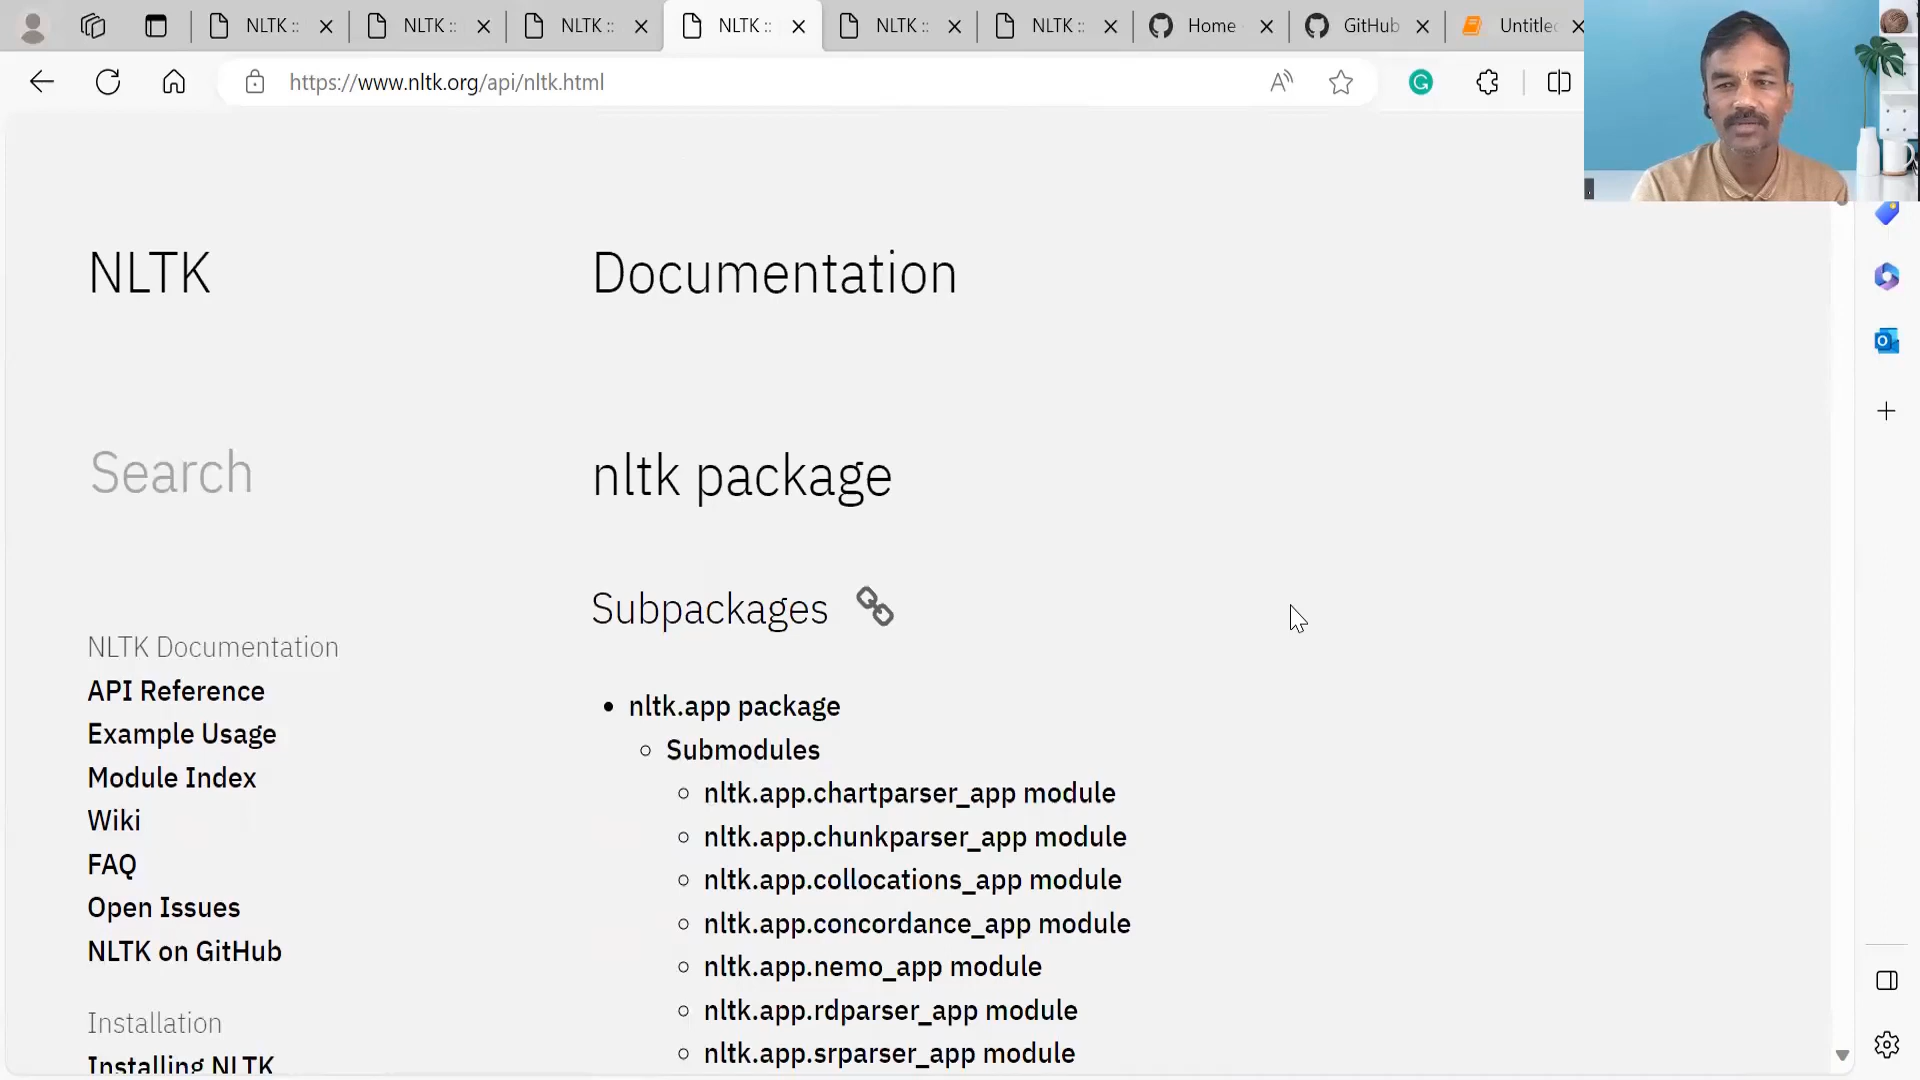 NLTK ::
NLTK ::
NLTK ::
NLTK ::
NLTK ::
NLTK ::
Home
GitHub
Untitled
https://www.nltk.org/api/nltk.html
NLTK
Documentation
Search
nltk package
Subpackages
NLTK Documentation
API Reference
Example Usage
Module Index
Wiki
FAQ
Open Issues
NLTK on GitHub
Installation
Installing NLTK
nltk.app package
Submodules
nltk.app.chartparser_app module
nltk.app.chunkparser_app module
nltk.app.collocations_app module
nltk.app.concordance_app module
nltk.app.nemo_app module
nltk.app.rdparser_app module
nltk.app.srparser_app module